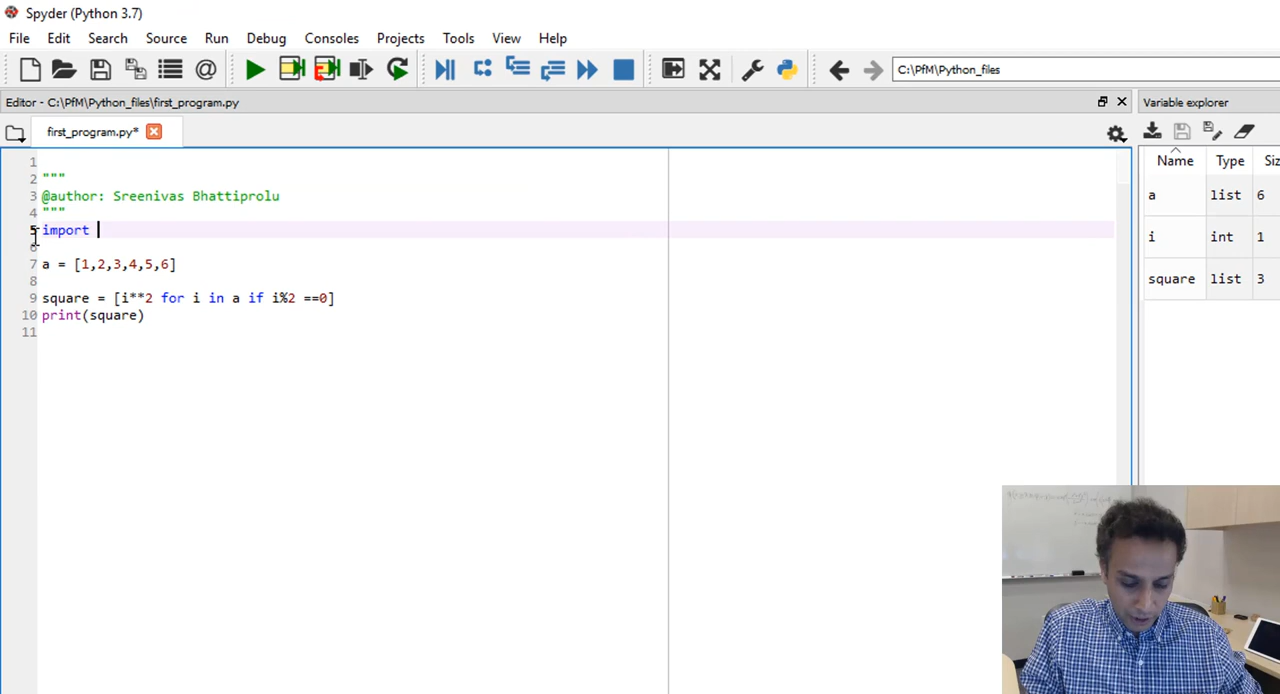 Spyder (Python 3.7)
File Edit Search Source Run Debug Consoles Projects Tools View Help
C:\PfM\Python_files
Editor - C:\PfM\Python_files\first_program.py
Variable explorer
first_program.py*
Name Type Siz
1
2 """
3 @author: Sreenivas Bhattiprolu
4 """
5 import
6
7 a = [1,2,3,4,5,6]
8
9 square = [i**2 for i in a if i%2 ==0]
10 print(square)
11
a list 6
i int 1
square list 3